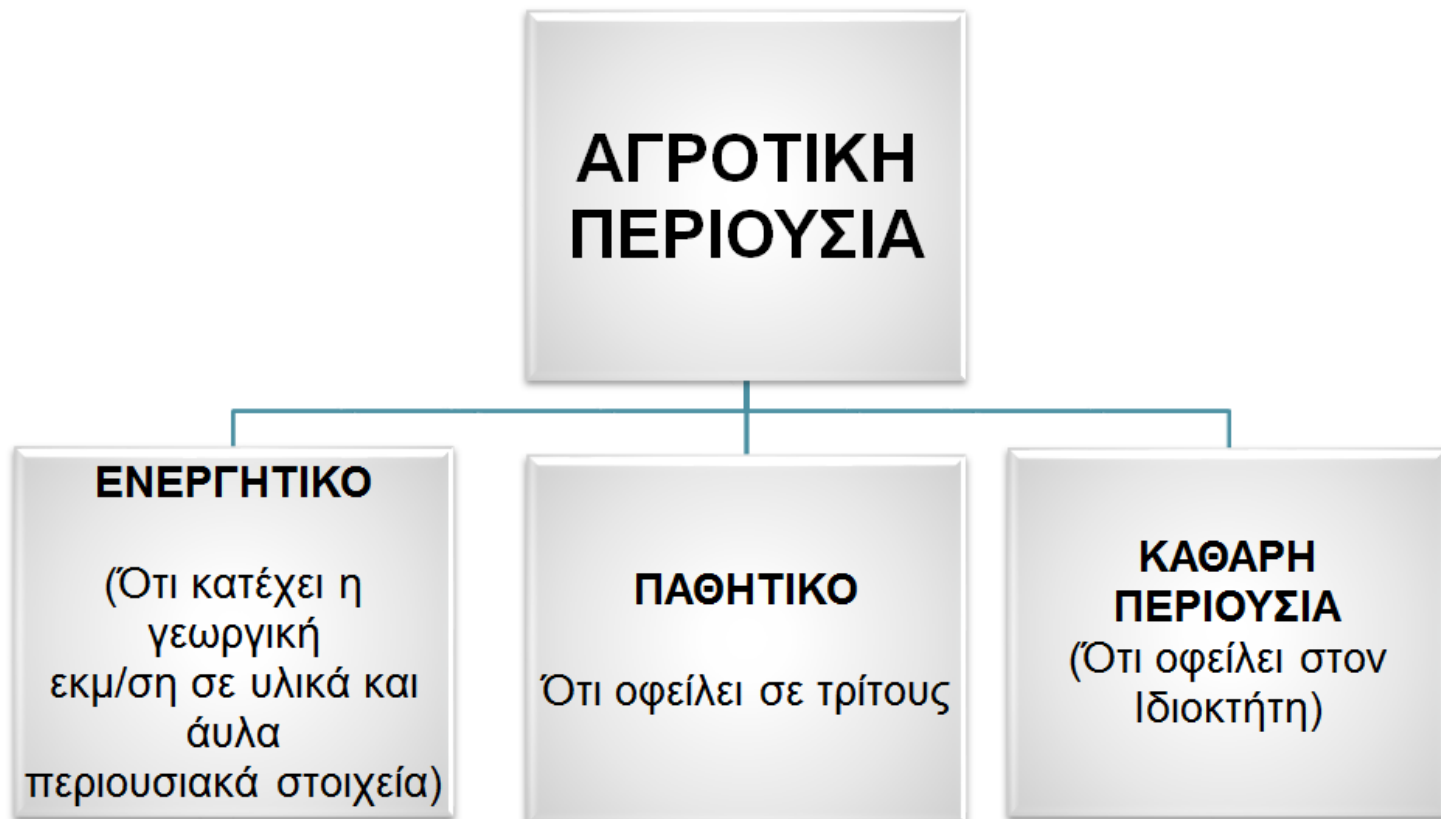 ΑΓΡΟΤΙΚΗ
ΠΕΡΙΟΥΣΙΑ
ΕΝΕΡΓΗΤΙΚΟ
(Ότι κατέχει η
γεωργική
εκμ/ση σε υλικά και
άυλα
περιουσιακά στοιχεία)
ΠΑΘΗΤΙΚΟ
Ότι οφείλει σε τρίτους
ΚΑΘΑΡΗ
ΠΕΡΙΟΥΣΙΑ
(Ότι οφείλει στον
Ιδιοκτήτη)